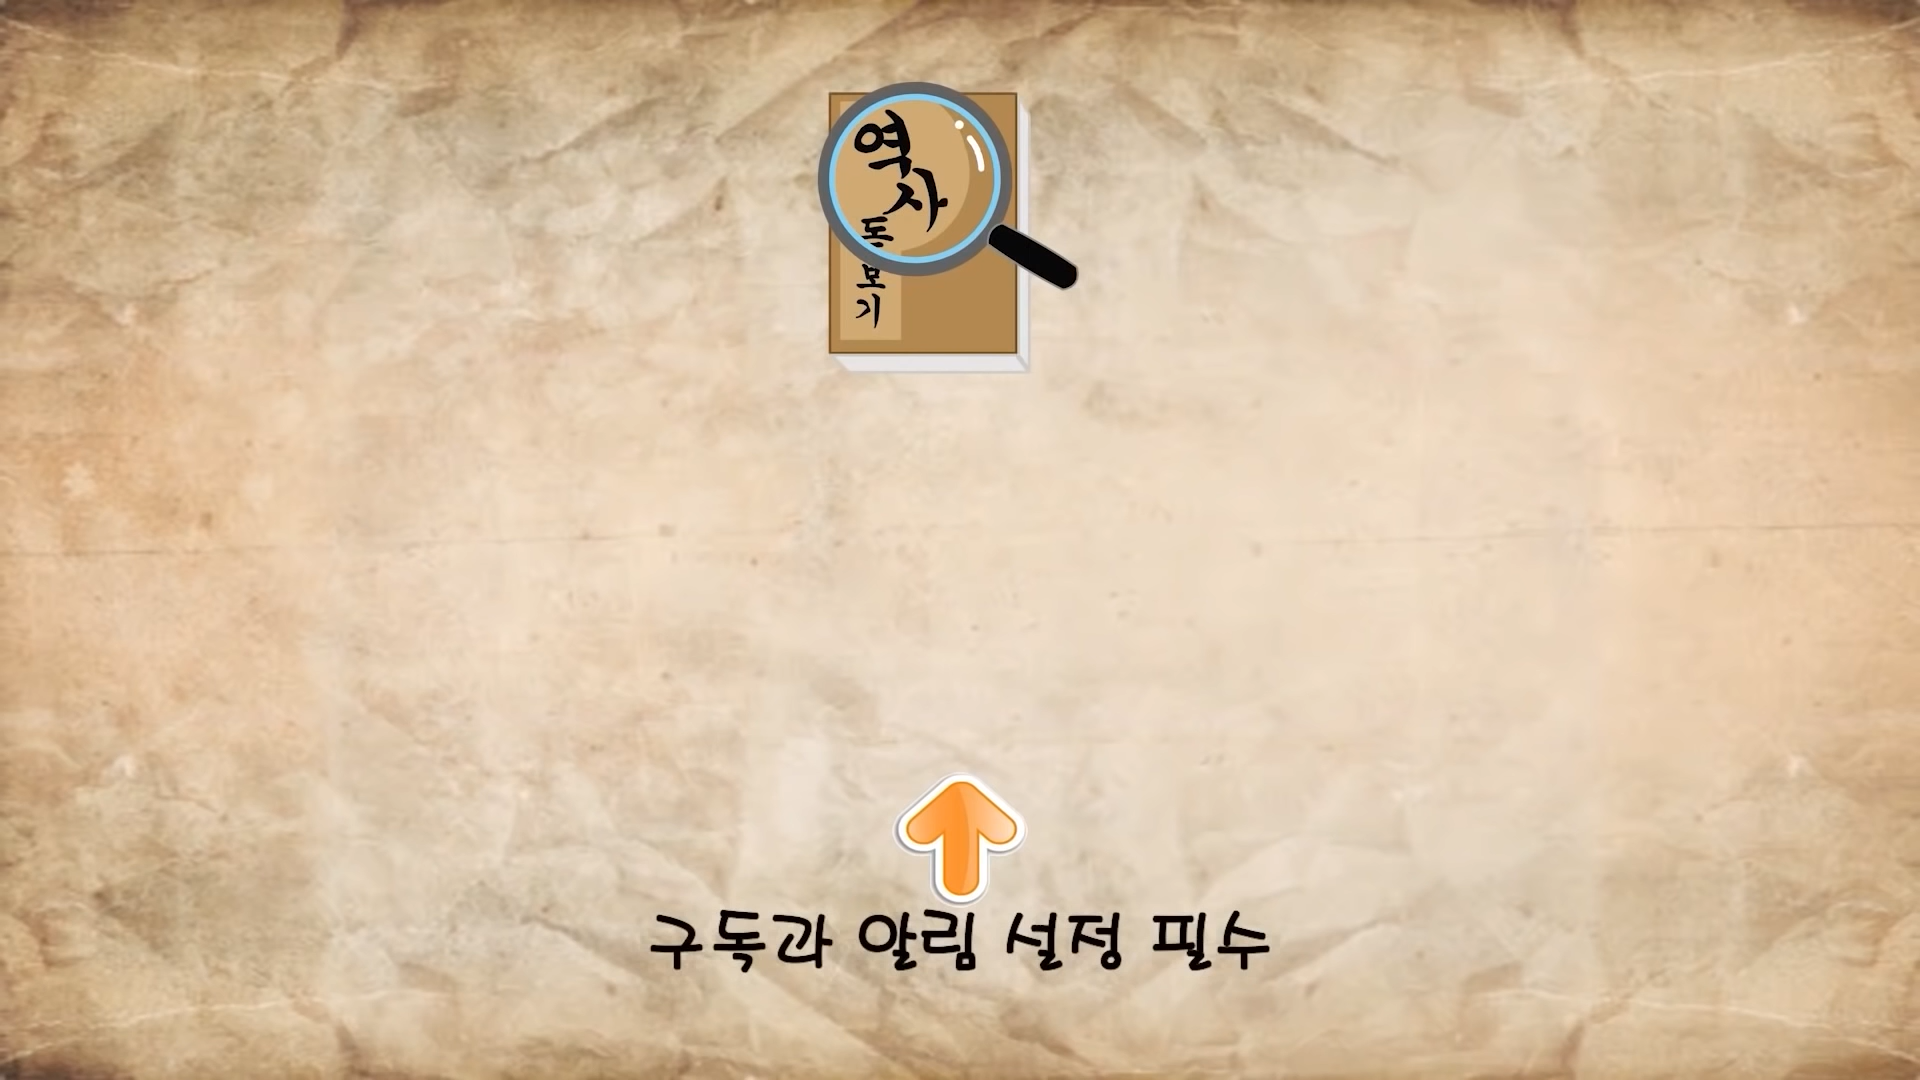 역사
돋보기
구독과 알림 설정 필수